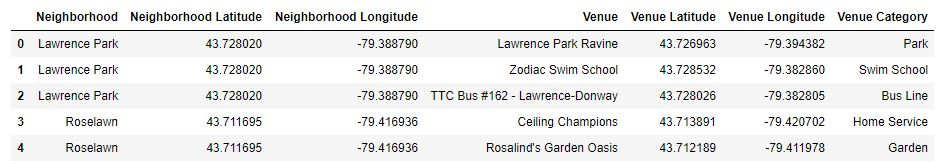 Neighborhood Neighborhood Latitude Neighborhood Longitude Venue Venue Latitude Venue Longitude Venue Category
0 Lawrence Park 43.728020 -79.388790 Lawrence Park Ravine 43.726963 -79.394382 Park
1 Lawrence Park 43.728020 -79.388790 Zodiac Swim School 43.728532 -79.382860 Swim School
2 Lawrence Park 43.728020 -79.388790 TTC Bus #162 - Lawrence-Donway 43.728026 -79.382805 Bus Line
3 Roselawn 43.711695 -79.416936 Ceiling Champions 43.713891 -79.420702 Home Service
4 Roselawn 43.711695 -79.416936 Rosalind's Garden Oasis 43.712189 -79.411978 Garden